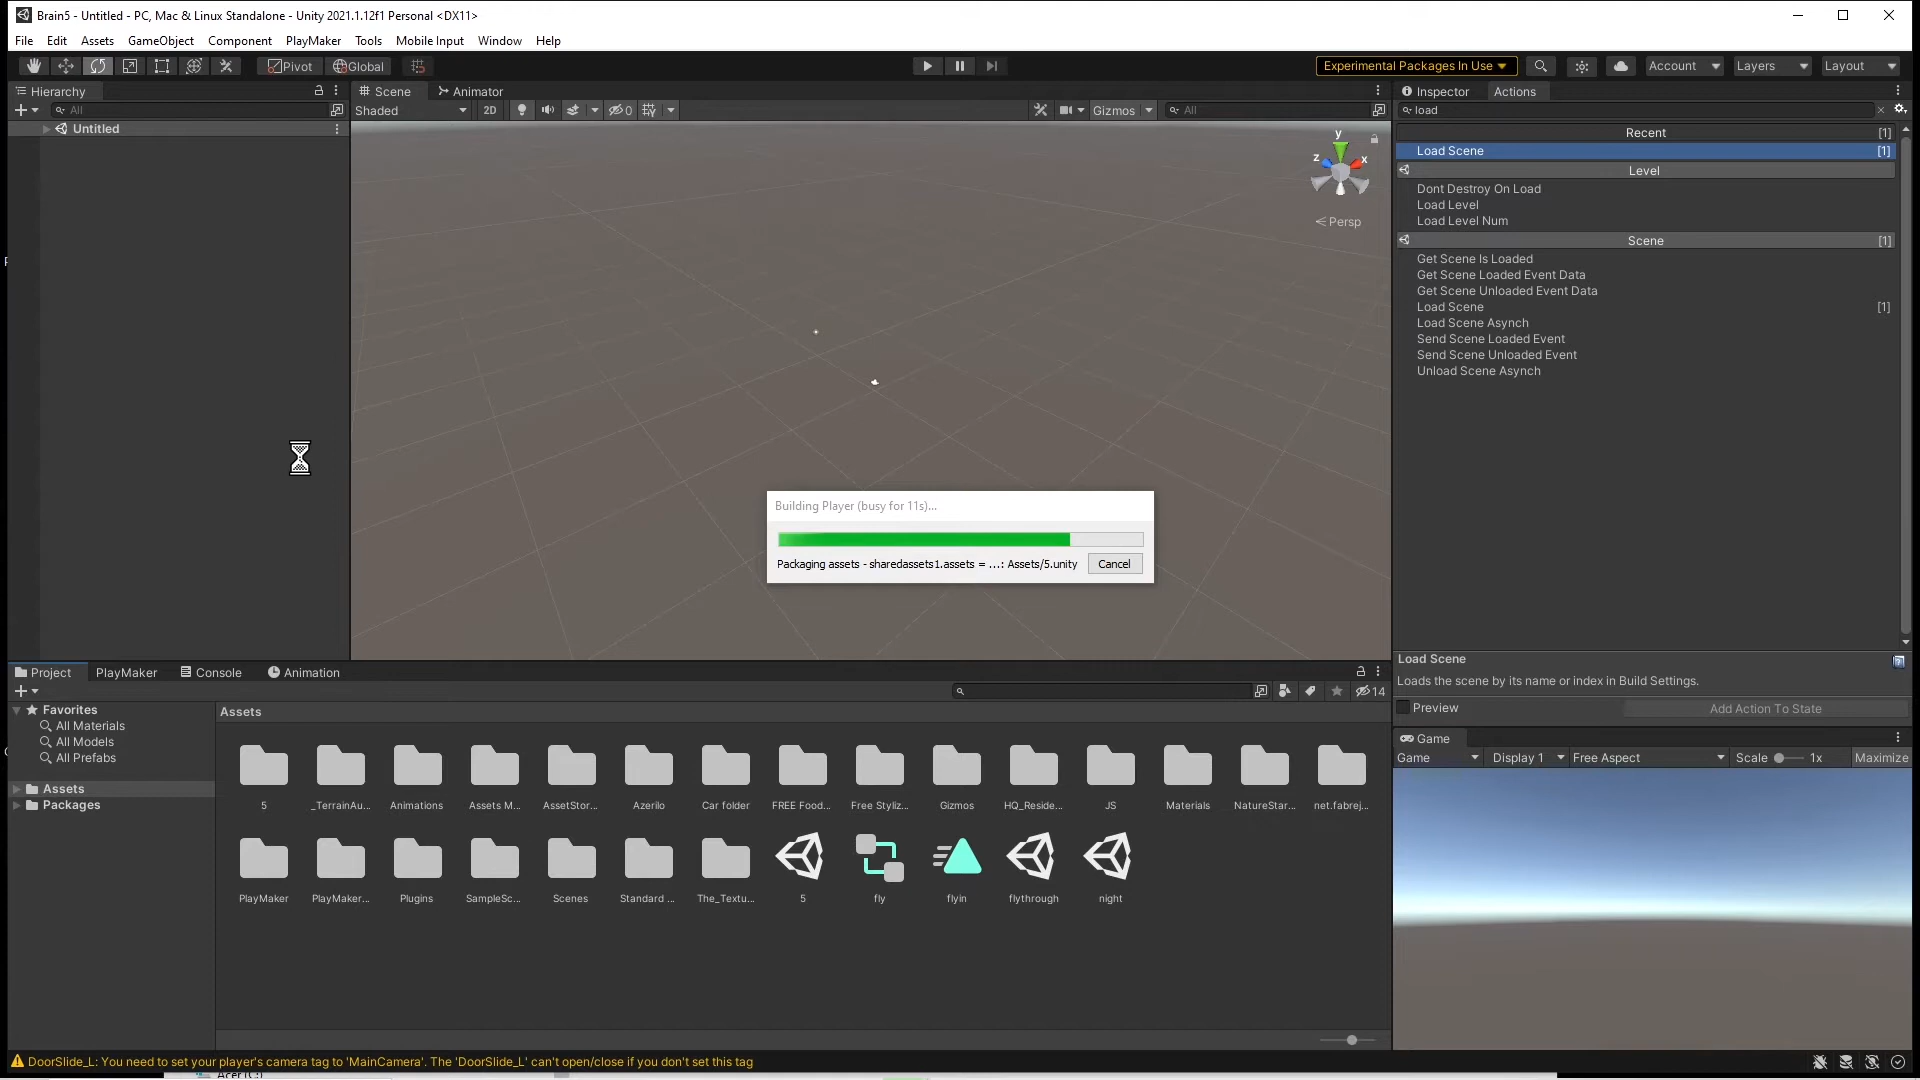 Brain5 - Untitled - PC, Mac & Linux Standalone - Unity 2021.1.12f1 Personal <DX11>
File Edit Assets GameObject Component PlayMaker Tools Mobile Input Window Help
Pivot Global Experimental Packages In Use Account Layers Layout
Hierarchy Scene Animator Inspector Actions
All Shaded 2D 0 Gizmos All load
Untitled
Recent [1]
Load Scene [1]
Level
Dont Destroy On Load
Load Level
Load Level Num
Scene [1]
Get Scene Is Loaded
Get Scene Loaded Event Data
Get Scene Unloaded Event Data
Load Scene [1]
Load Scene Asynch
Send Scene Loaded Event
Send Scene Unloaded Event
Unload Scene Asynch
y
z x
Persp
Building Player (busy for 11s)...
Packaging assets - sharedassets1.assets = ...: Assets/5.unity Cancel
Load Scene
Loads the scene by its name or index in Build Settings.
Preview Add Action To State
Project PlayMaker Console Animation
14
Favorites
All Materials
All Models
All Prefabs
Assets
Packages
Assets
5 _TerrainAu... Animations Assets M... AssetStor... Azerilo Car folder FREE Food... Free Styliz... Gizmos HQ_Reside... JS Materials NatureStar... net.fabrej...
PlayMaker PlayMaker... Plugins SampleSc... Scenes Standard ... The_Textu... 5 fly flyin flythrough night
Game
Game Display 1 Free Aspect Scale 1x Maximize
DoorSlide_L: You need to set your player's camera tag to 'MainCamera'. The 'DoorSlide_L' can't open/close if you don't set this tag